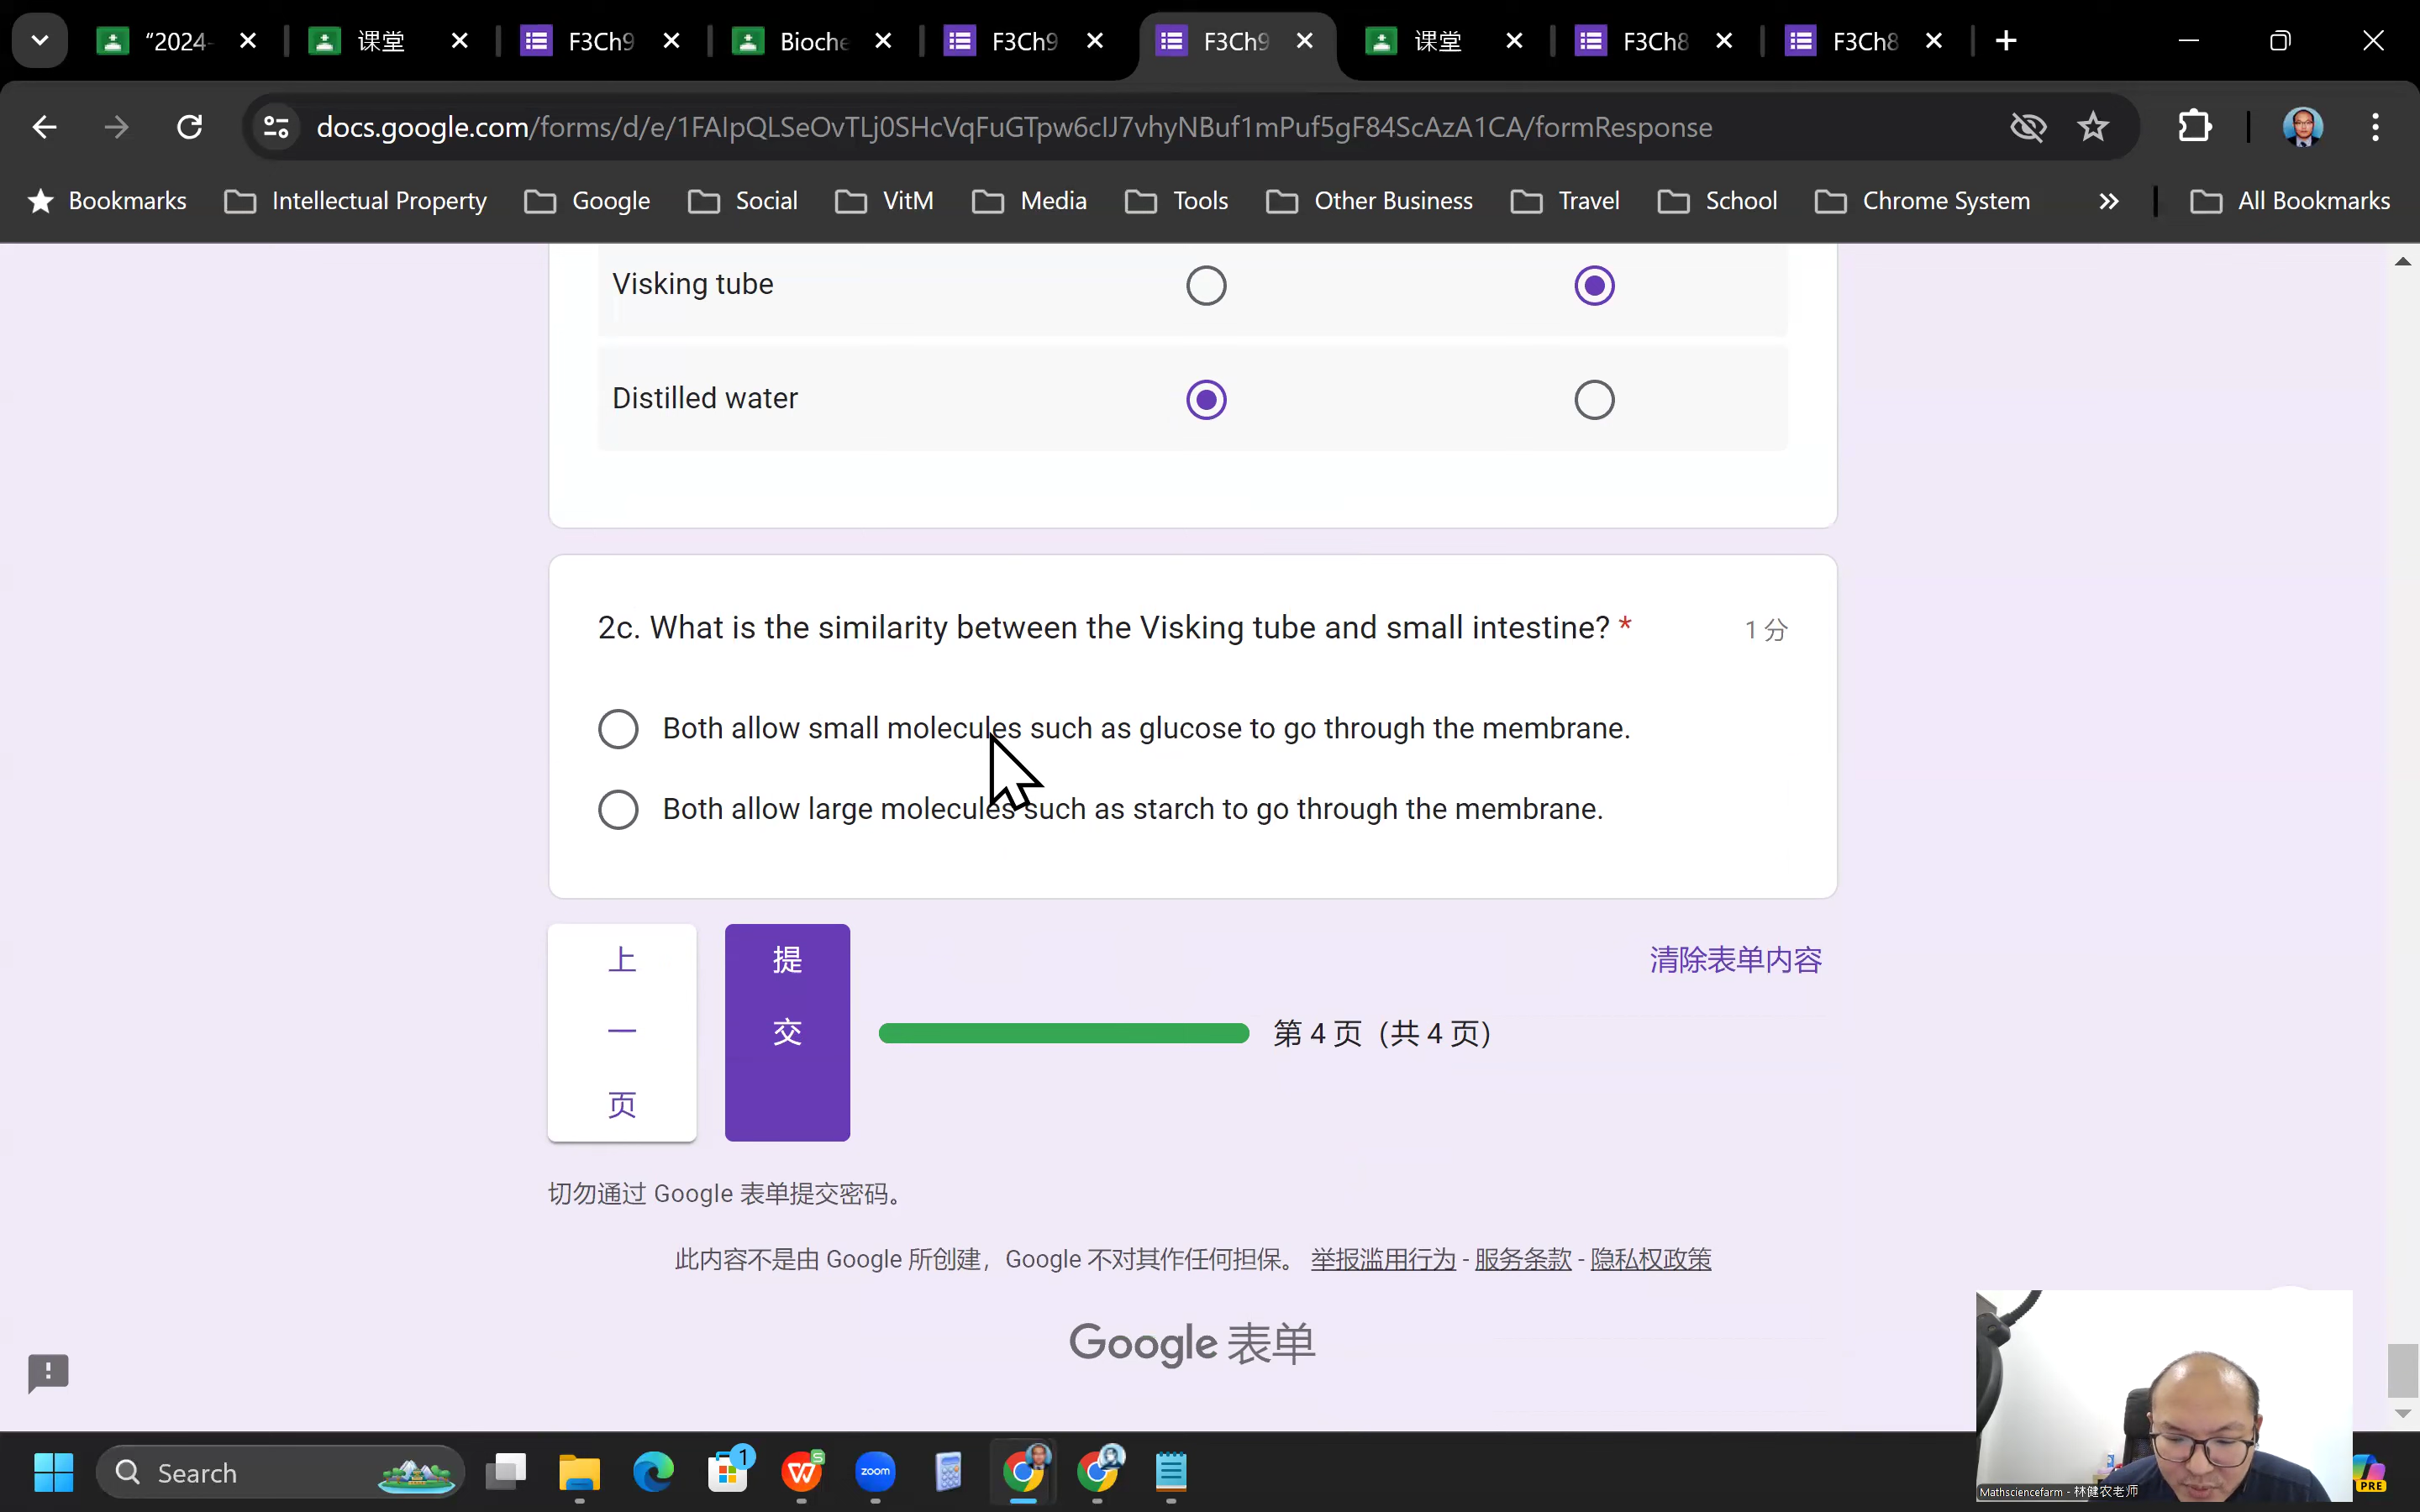 "2024-
课堂
F3Ch9
Bioche
F3Ch9
F3Ch9
课堂
F3Ch8
F3Ch8
docs.google.com/forms/d/e/1FAIpQLSeOvTLj0SHcVqFuGTpw6cIJ7vhyNBuf1mPuf5gF84ScAzA1CA/formResponse
Bookmarks
Intellectual Property
Google
Social
VitM
Media
Tools
Other Business
Travel
School
Chrome System
All Bookmarks
Visking tube
Distilled water
2c. What is the similarity between the Visking tube and small intestine? *
1 分
Both allow small molecules such as glucose to go through the membrane.
Both allow large molecules such as starch to go through the membrane.
上一页
提交
清除表单内容
第 4 页（共 4 页）
切勿通过 Google 表单提交密码。
此内容不是由 Google 所创建，Google 不对其作任何担保。 举报滥用行为 - 服务条款 - 隐私权政策
Google 表单
Search
1
zoom
Mathsciencefarm - 林健农老师
PRE